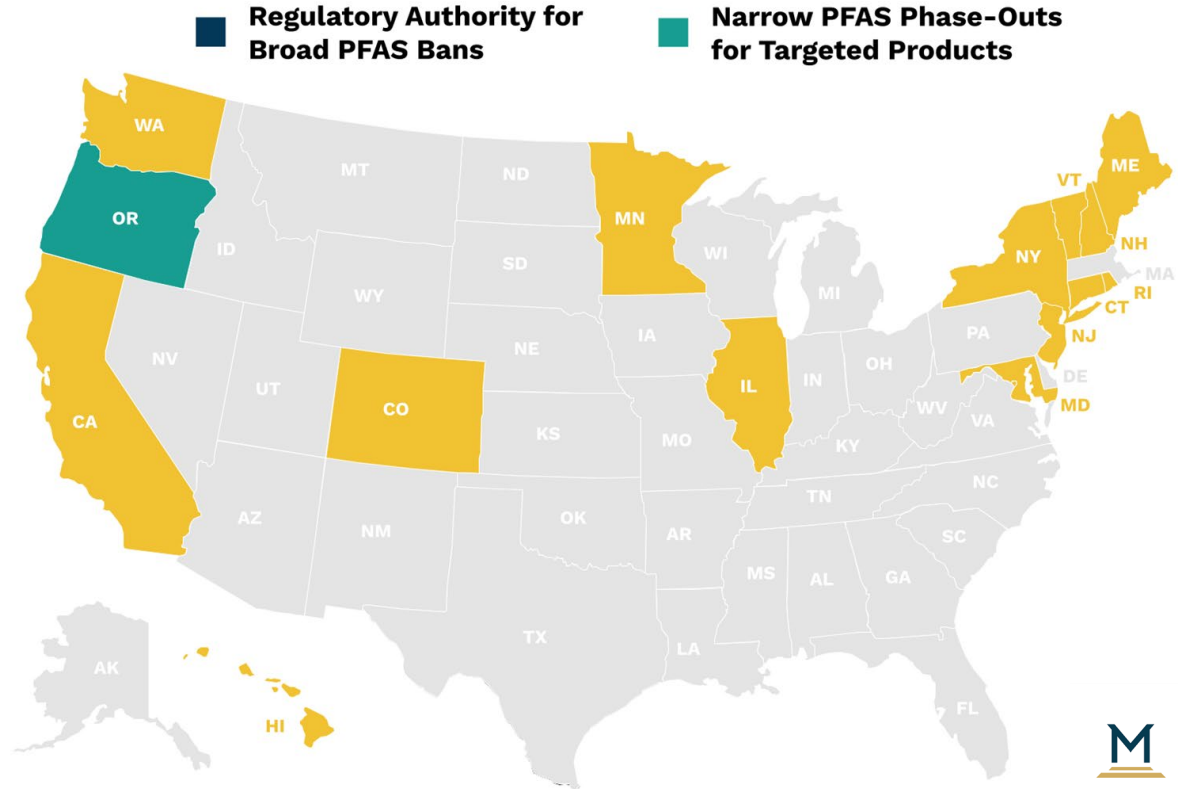 Regulatory Authority for
Broad PFAS Bans
Narrow PFAS Phase-Outs
for Targeted Products
WA
MT
ND
MN
OR
ID
SD
WI
WY
MI
VT
ME
NY
NH
MA
RI
CT
NJ
PA
DE
MD
NV
UT
NE
IA
IL
IN
OH
CA
CO
KS
MO
KY
WV
VA
AZ
NM
OK
AR
TN
NC
SC
MS
AL
GA
TX
LA
FL
AK
HI
M